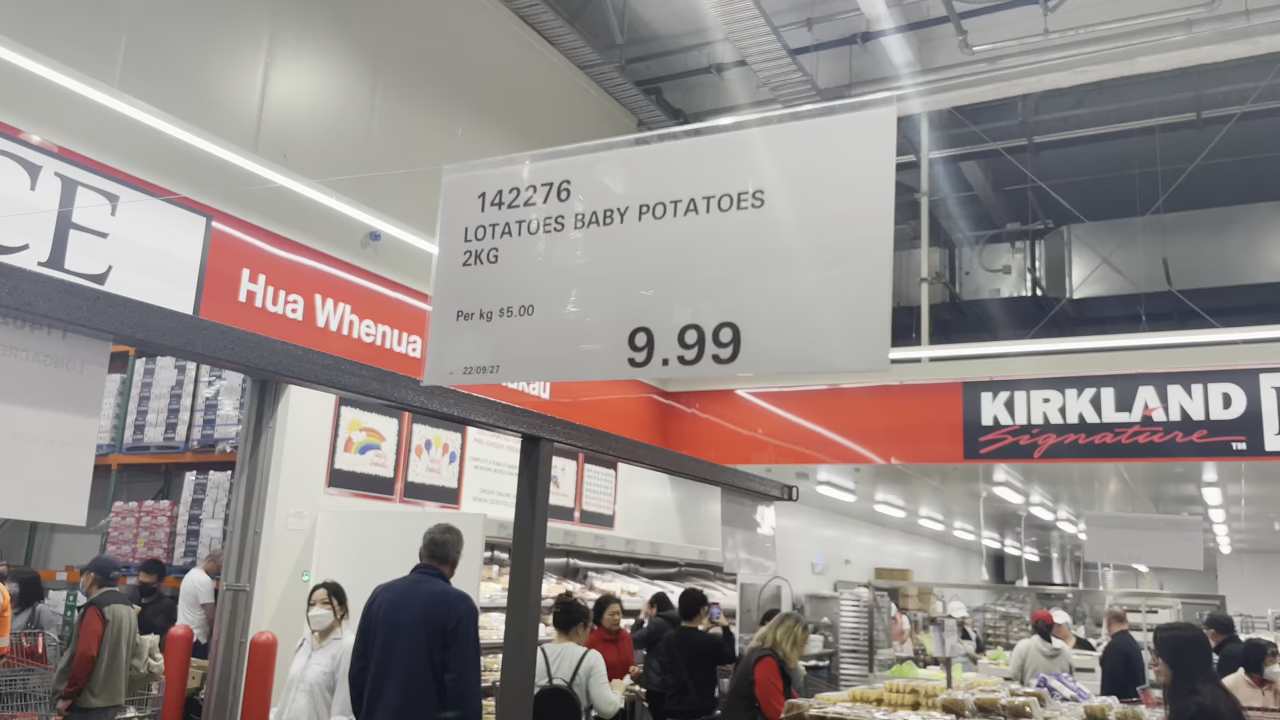 CE
Hua Whenua
142276
LOTATOES BABY POTATOES
2KG
Per kg $5.00
9.99
22/09/27
KIRKLAND
Signature
TM